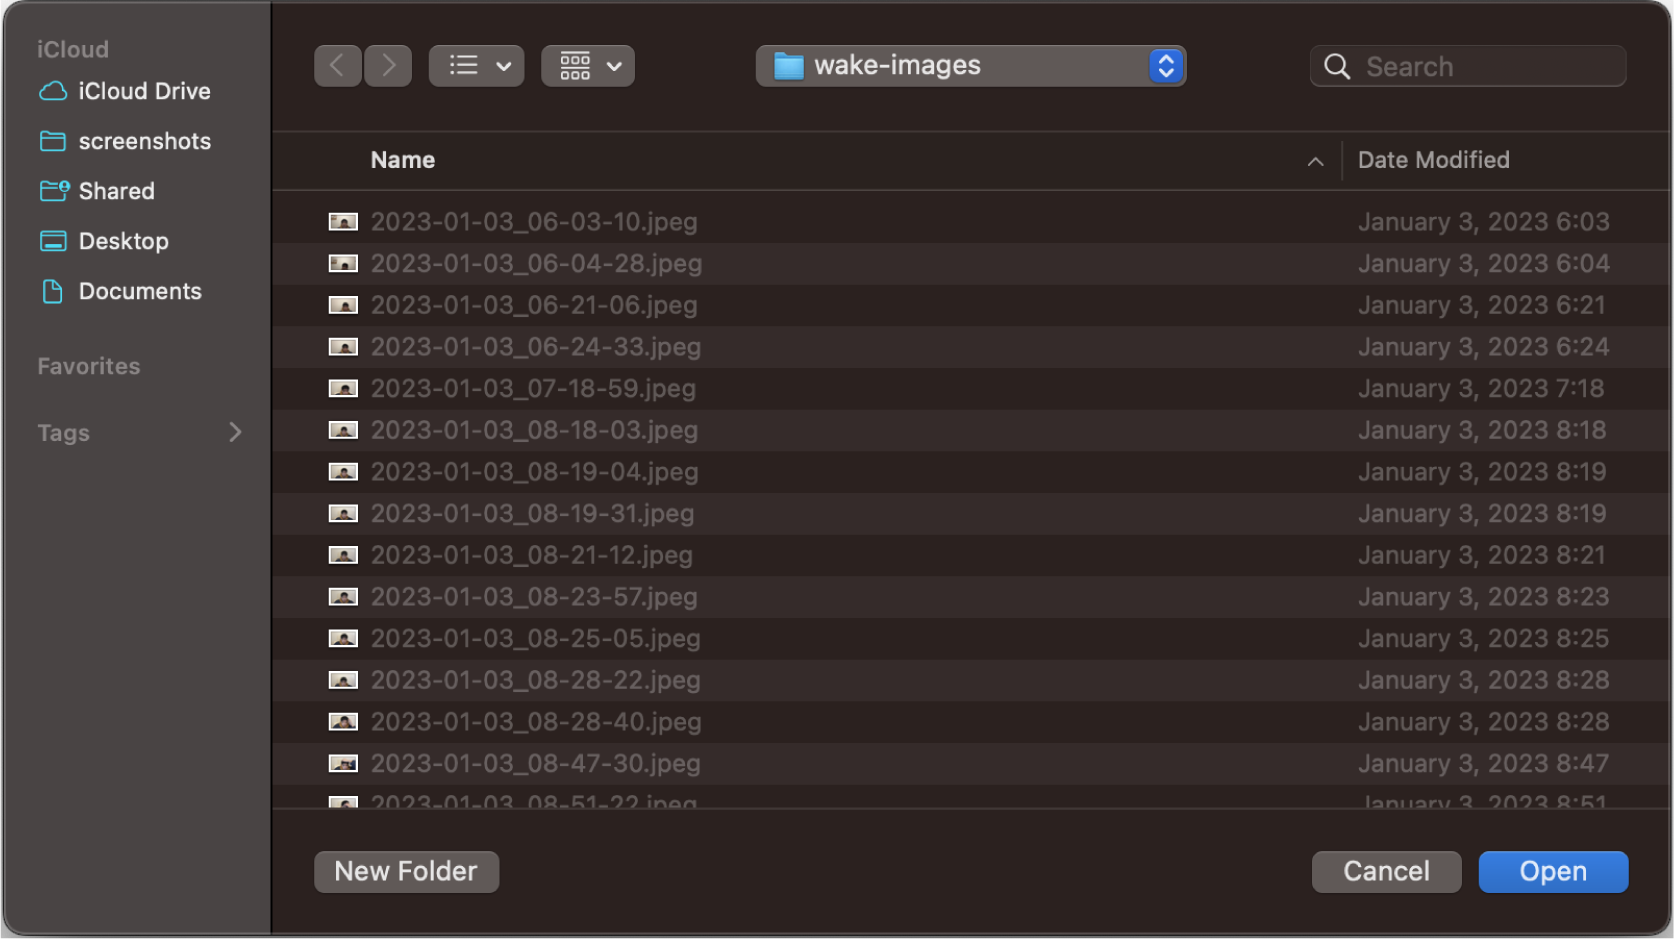 iCloud
iCloud Drive
screenshots
Shared
Desktop
Documents
Favorites
Tags
wake-images
Search
Name Date Modified
2023-01-03_06-03-10.jpeg January 3, 2023 6:03
2023-01-03_06-04-28.jpeg January 3, 2023 6:04
2023-01-03_06-21-06.jpeg January 3, 2023 6:21
2023-01-03_06-24-33.jpeg January 3, 2023 6:24
2023-01-03_07-18-59.jpeg January 3, 2023 7:18
2023-01-03_08-18-03.jpeg January 3, 2023 8:18
2023-01-03_08-19-04.jpeg January 3, 2023 8:19
2023-01-03_08-19-31.jpeg January 3, 2023 8:19
2023-01-03_08-21-12.jpeg January 3, 2023 8:21
2023-01-03_08-23-57.jpeg January 3, 2023 8:23
2023-01-03_08-25-05.jpeg January 3, 2023 8:25
2023-01-03_08-28-22.jpeg January 3, 2023 8:28
2023-01-03_08-28-40.jpeg January 3, 2023 8:28
2023-01-03_08-47-30.jpeg January 3, 2023 8:47
2023-01-03_08-51-22.jpeg January 3, 2023 8:51
New Folder Cancel Open